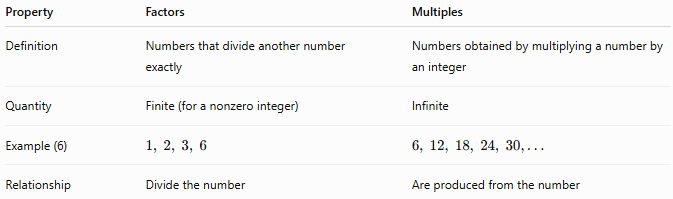 Property Factors Multiples
Definition Numbers that divide another number exactly Numbers obtained by multiplying a number by an integer
Quantity Finite (for a nonzero integer) Infinite
Example (6) 1, 2, 3, 6 6, 12, 18, 24, 30, ...
Relationship Divide the number Are produced from the number